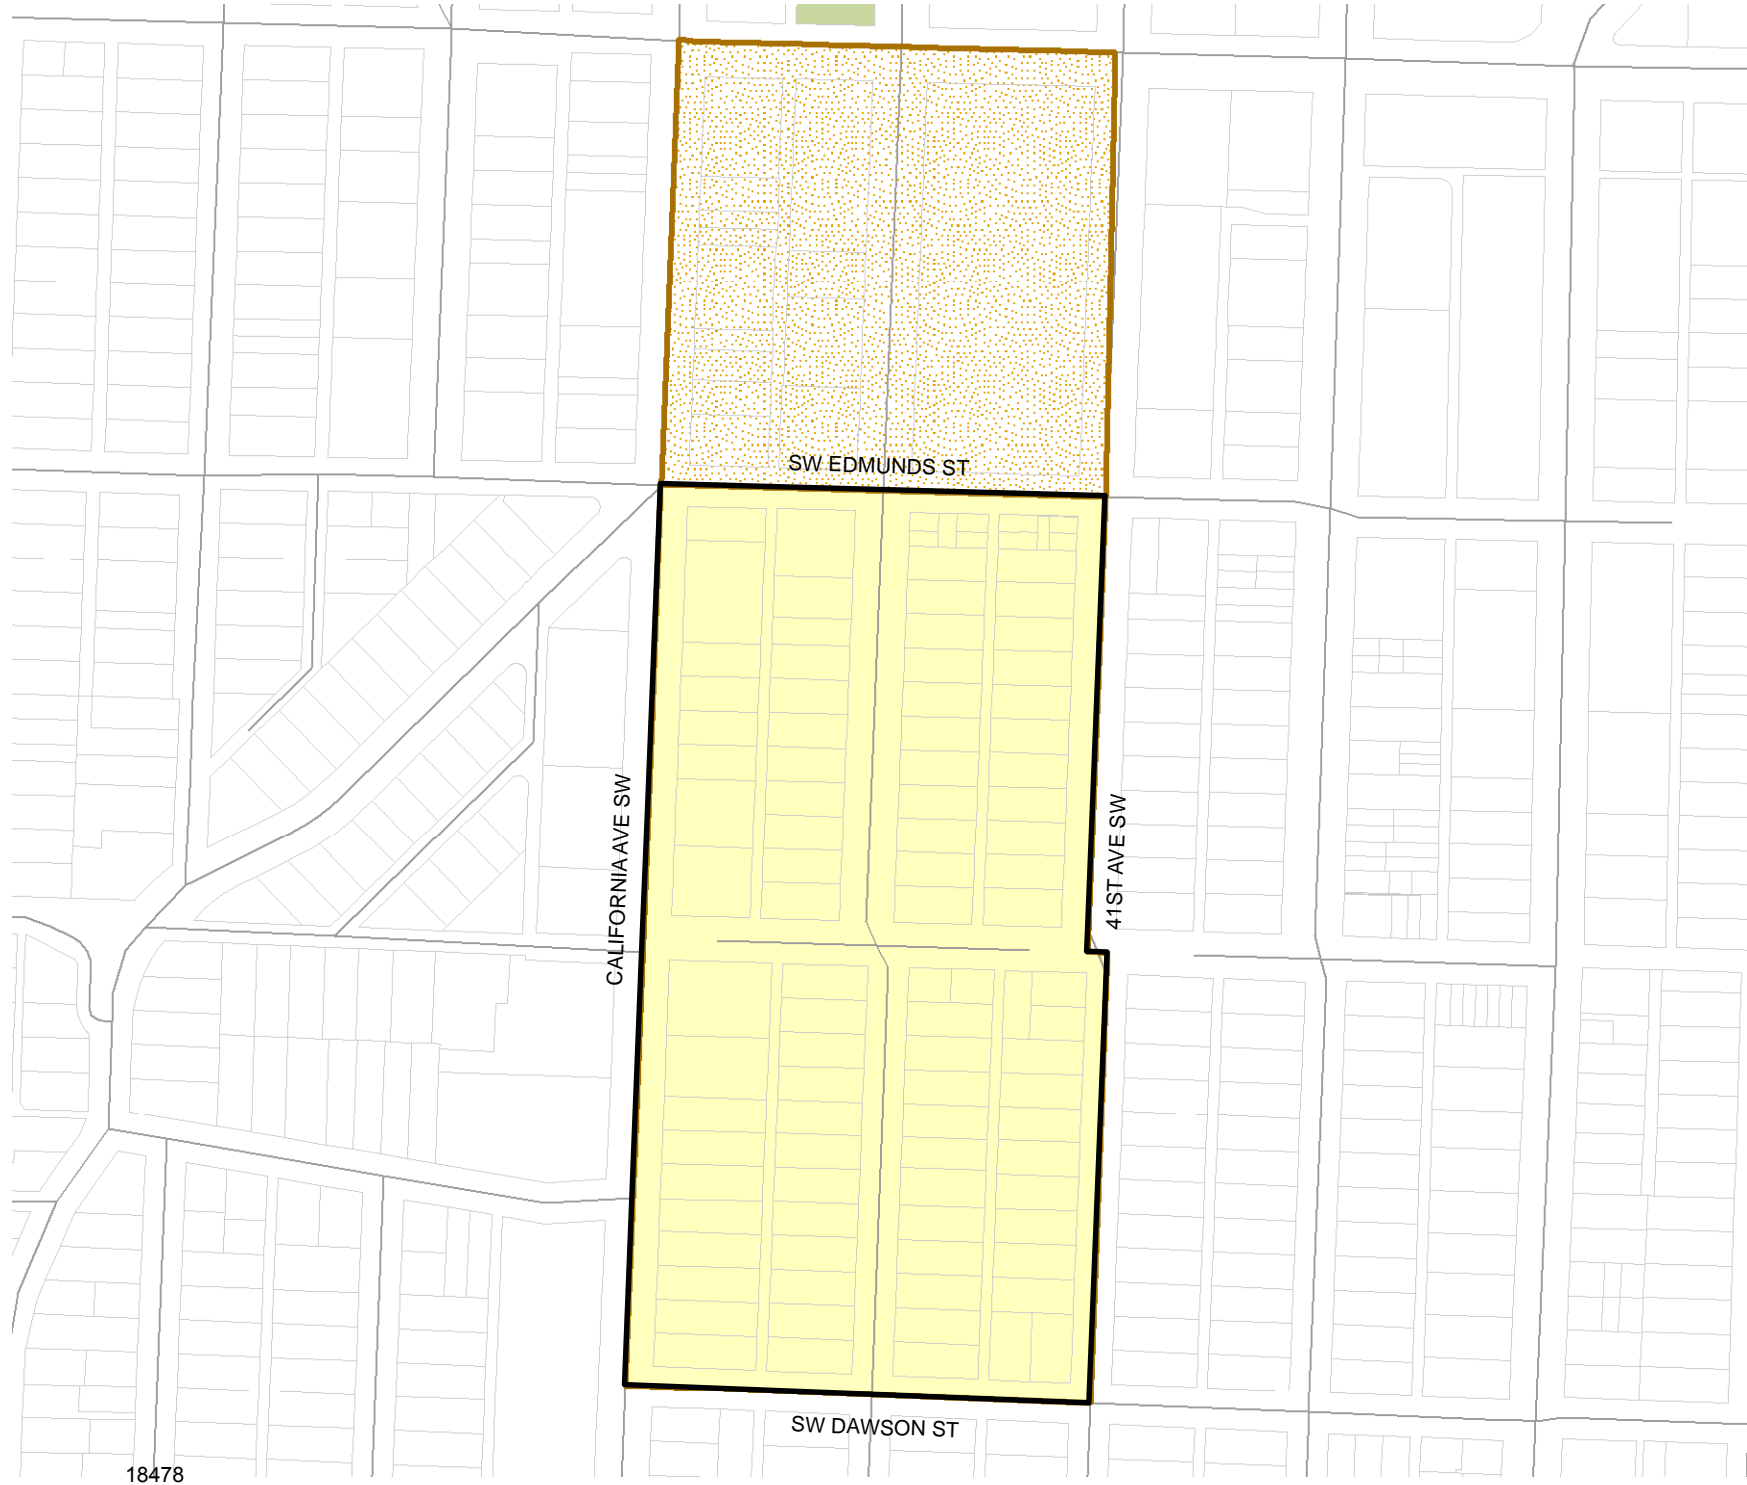 SW EDMUNDS ST
CALIFORNIA AVE SW
41ST AVE SW
SW DAWSON ST
18478